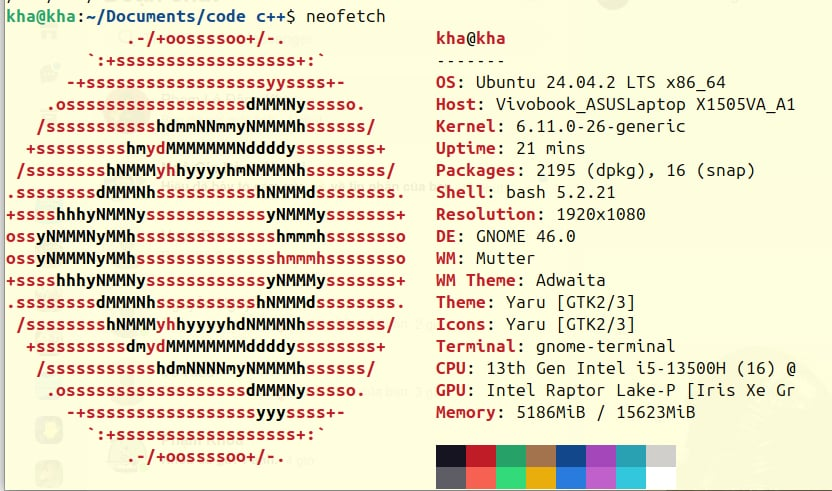 kha@kha:~/Documents/code c++$ neofetch
            .-/+oossssoo+/-.               kha@kha
        `:+ssssssssssssssssss+:`           -------
      -+ssssssssssssssssssyyssss+-         OS: Ubuntu 24.04.2 LTS x86_64
    .ossssssssssssssssssdMMMNysssso.       Host: Vivobook_ASUSLaptop X1505VA_A1
   /ssssssssssshdmmNNmmyNMMMMhssssss/      Kernel: 6.11.0-26-generic
  +ssssssssshmydMMMMMMMNddddyssssssss+     Uptime: 21 mins
 /sssssssshNMMMyhhyyyyhmNMMMNhssssssss/    Packages: 2195 (dpkg), 16 (snap)
.ssssssssdMMMNhsssssssssshNMMMdssssssss.   Shell: bash 5.2.21
+sssshhhyNMMNyssssssssssssyNMMMysssssss+   Resolution: 1920x1080
ossyNMMMNyMMhsssssssssssssshmmmhssssssso   DE: GNOME 46.0
ossyNMMMNyMMhsssssssssssssshmmmhssssssso   WM: Mutter
+sssshhhyNMMNyssssssssssssyNMMMysssssss+   WM Theme: Adwaita
.ssssssssdMMMNhsssssssssshNMMMdssssssss.   Theme: Yaru [GTK2/3]
 /sssssssshNMMMyhhyyyyhdNMMMNhssssssss/    Icons: Yaru [GTK2/3]
  +sssssssssdmydMMMMMMMMddddyssssssss+     Terminal: gnome-terminal
   /ssssssssssshdmNNNNmyNMMMMhssssss/      CPU: 13th Gen Intel i5-13500H (16) @
    .ossssssssssssssssssdMMMNysssso.       GPU: Intel Raptor Lake-P [Iris Xe Gr
      -+sssssssssssssssssyyyssss+-         Memory: 5186MiB / 15623MiB
        `:+ssssssssssssssssss+:`
            .-/+oossssoo+/-.